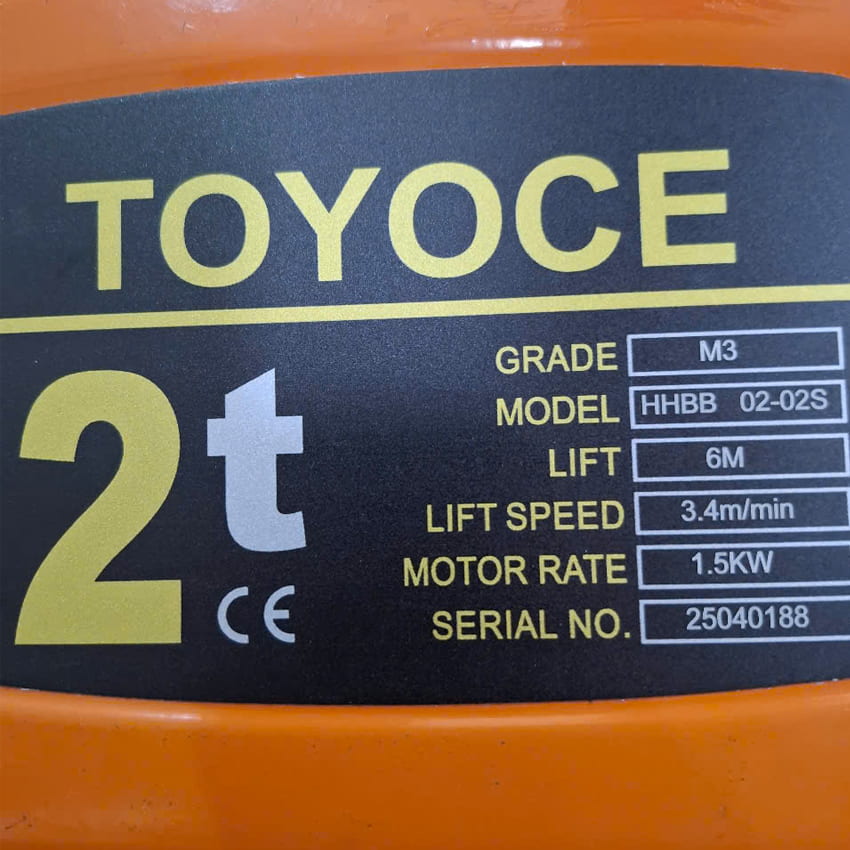 TOYOCE
2t
CE
GRADE M3
MODEL HHBB 02-02S
LIFT 6M
LIFT SPEED 3.4m/min
MOTOR RATE 1.5KW
SERIAL NO. 25040188